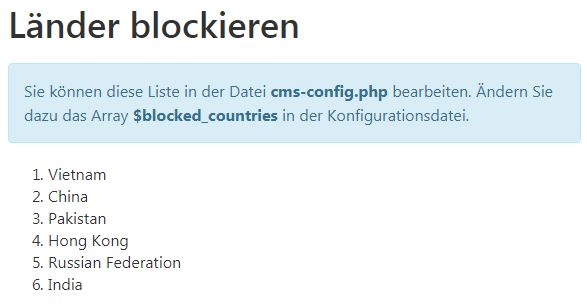 Länder blockieren
Sie können diese Liste in der Datei cms-config.php bearbeiten. Ändern Sie
dazu das Array $blocked_countries in der Konfigurationsdatei.
1. Vietnam
2. China
3. Pakistan
4. Hong Kong
5. Russian Federation
6. India